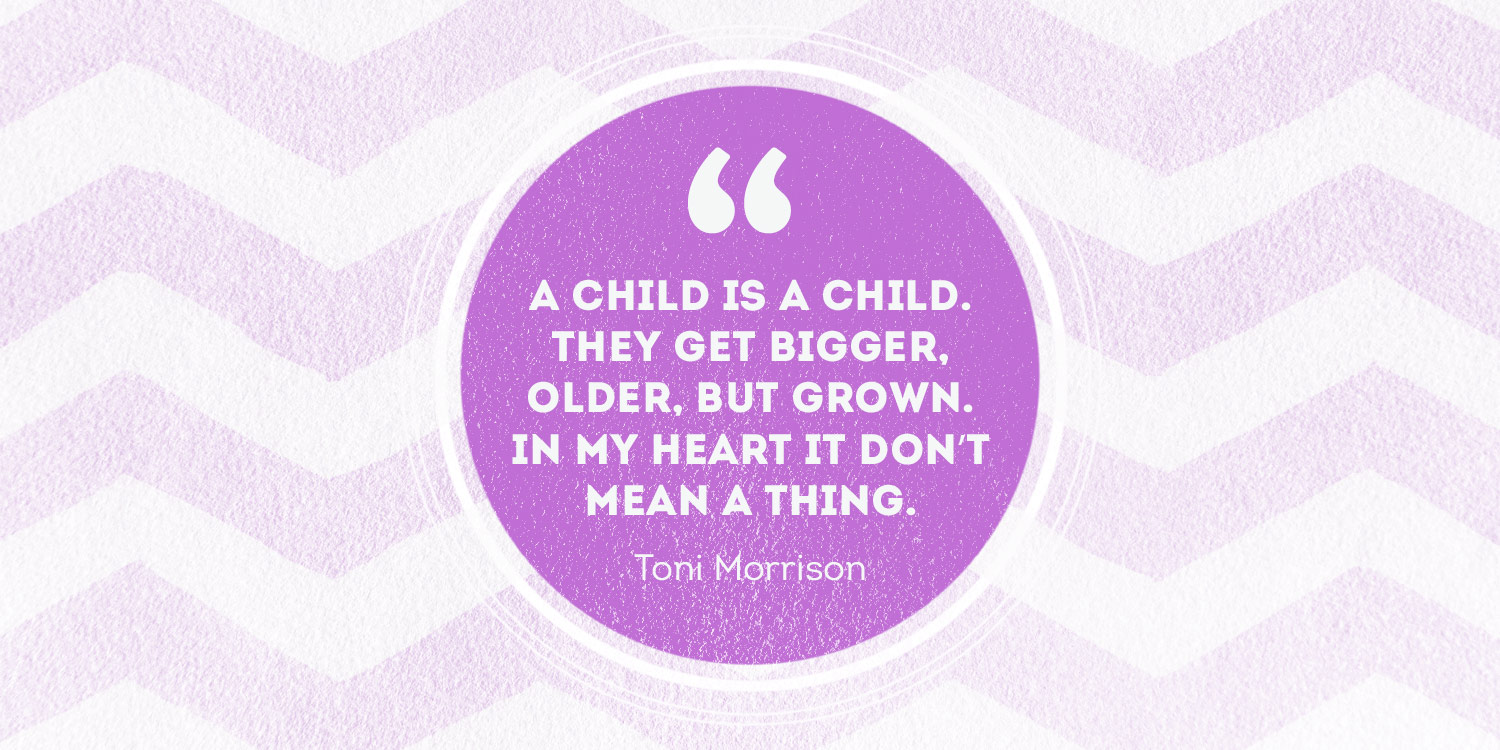 “
A CHILD IS A CHILD.
THEY GET BIGGER,
OLDER, BUT GROWN.
IN MY HEART IT DON'T
MEAN A THING.
Toni Morrison